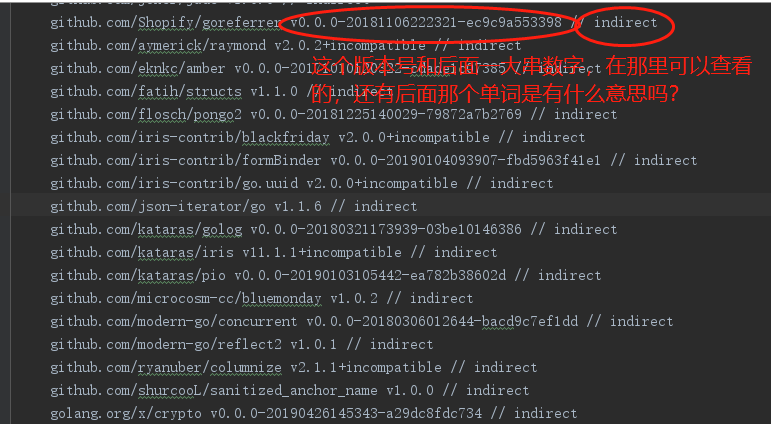 github.com/Shopify/goreferrer v0.0.0-20181106222321-ec9c9a553398 // indirect
github.com/aymerick/raymond v2.0.2+incompatible // indirect
github.com/eknkc/amber // indirect
这个版本号和后面一大串数字，在那里可以查看
github.com/fatih/structs v1.1.0 // indirect
的，还有后面那个单词是有什么意思吗？
github.com/flosch/pongo2 v0.0.0-20181225140029-79872a7b2769 // indirect
github.com/iris-contrib/blackfriday v2.0.0+incompatible // indirect
github.com/iris-contrib/formBinder v0.0.0-20190104093907-fbd5963f41e1 // indirect
github.com/iris-contrib/go.uuid v2.0.0+incompatible // indirect
github.com/json-iterator/go v1.1.6 // indirect
github.com/kataras/golog v0.0.0-20180321173939-03be10146386 // indirect
github.com/kataras/iris v11.1.1+incompatible // indirect
github.com/kataras/pio v0.0.0-20190103105442-ea782b38602d // indirect
github.com/microcosm-cc/bluemonday v1.0.2 // indirect
github.com/modern-go/concurrent v0.0.0-20180306012644-bacd9c7ef1dd // indirect
github.com/modern-go/reflect2 v1.0.1 // indirect
github.com/ryanuber/columnize v2.1.1+incompatible // indirect
github.com/shurcooL/sanitized_anchor_name v1.0.0 // indirect
golang.org/x/crypto v0.0.0-20190426145343-a29dc8fdc734 // indirect